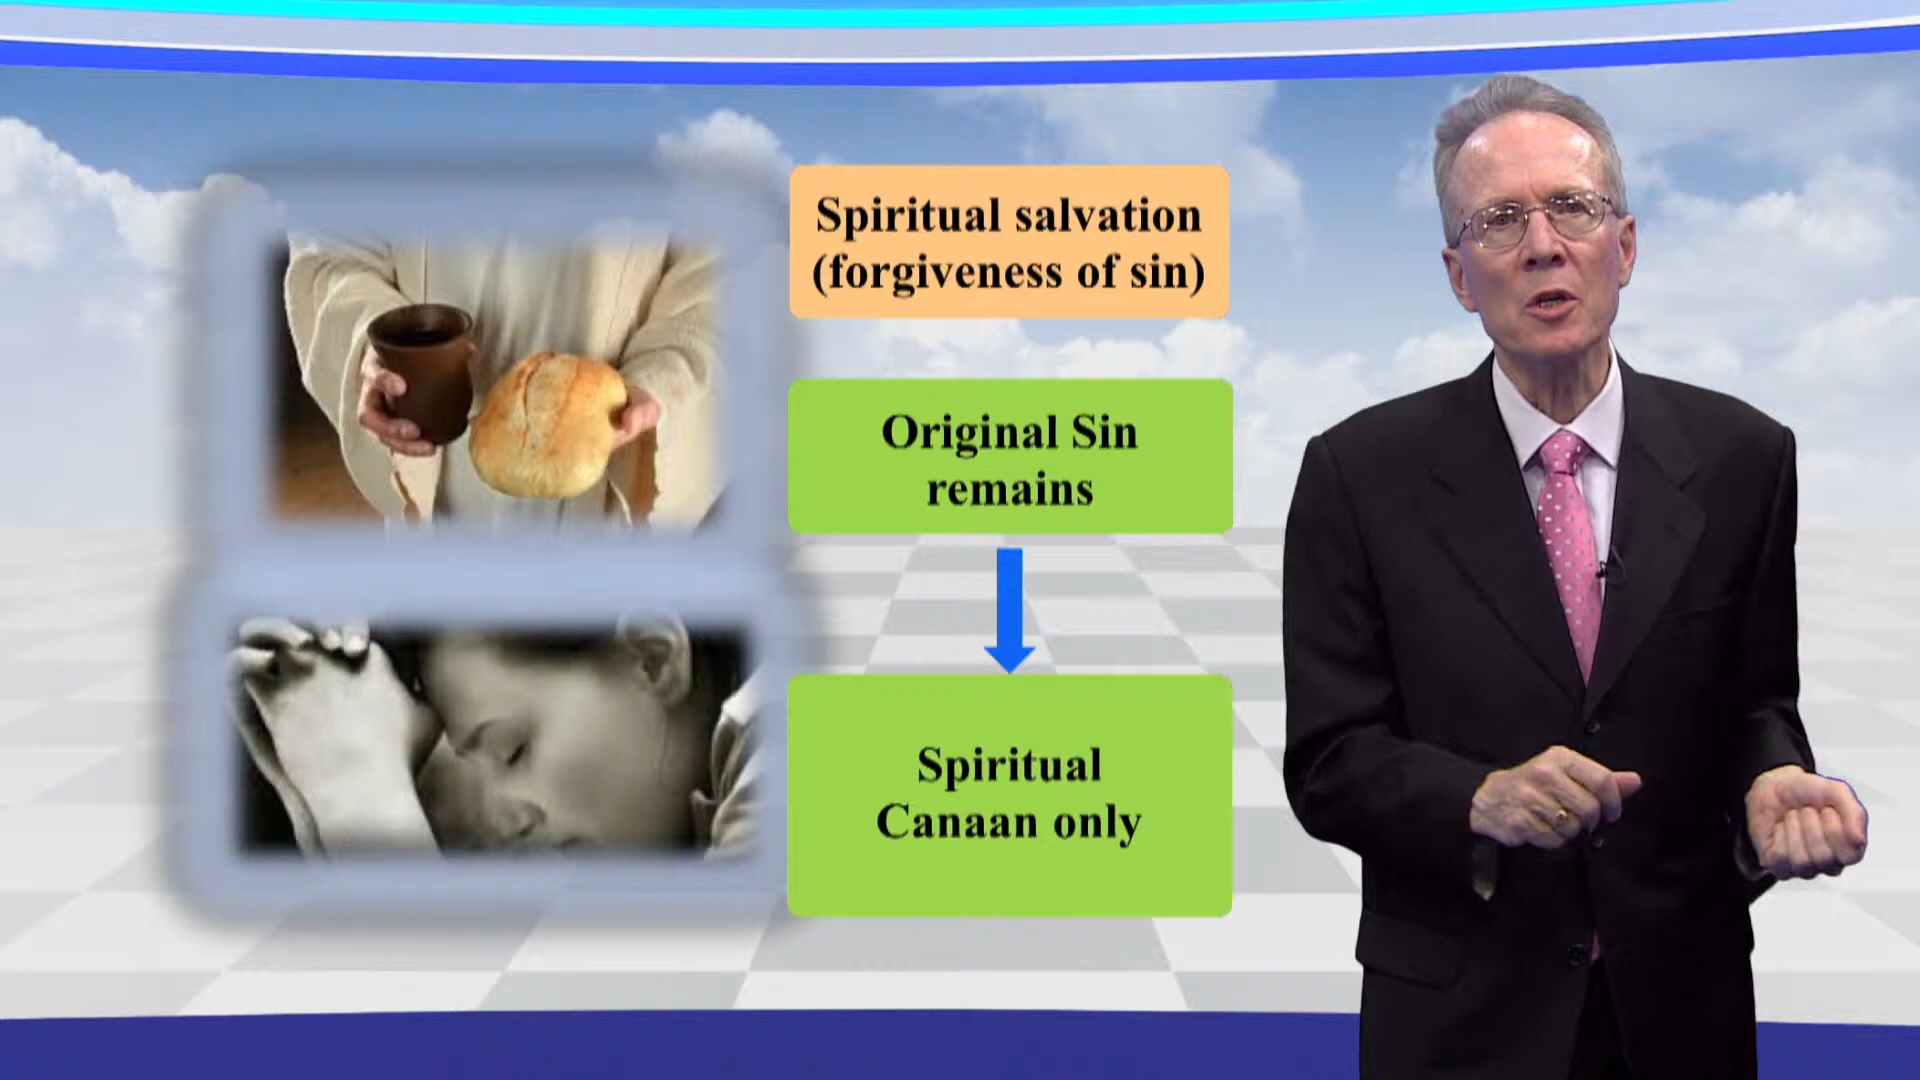 Spiritual salvation
(forgiveness of sin)
Original Sin
remains
Spiritual
Canaan only